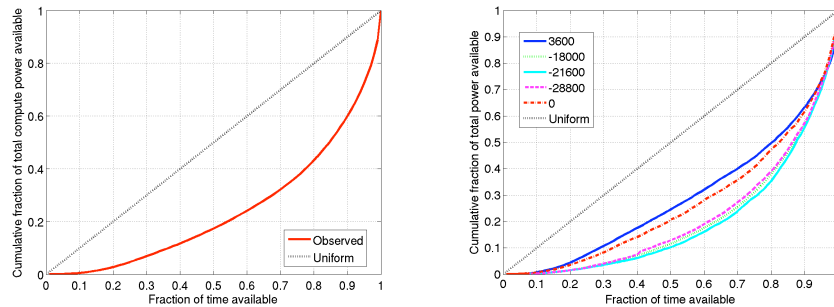 Cumulative fraction of total compute power available
1
0.8
0.6
0.4
0.2
0
0 0.1 0.2 0.3 0.4 0.5 0.6 0.7 0.8 0.9 1
Fraction of time available
Observed
Uniform
Cumulative fraction of total power available
1
0.9
0.8
0.7
0.6
0.5
0.4
0.3
0.2
0.1
0
0 0.1 0.2 0.3 0.4 0.5 0.6 0.7 0.8 0.9
Fraction of time available
3600
-18000
-21600
-28800
0
Uniform